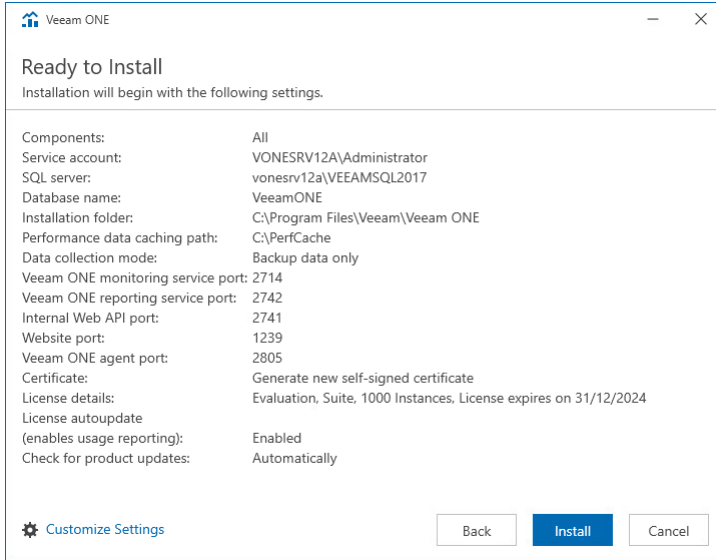 Veeam ONE
Ready to Install
Installation will begin with the following settings.
Components: All
Service account: VONESRV12A\Administrator
SQL server: vonesrv12a\VEEAMSQL2017
Database name: VeeamONE
Installation folder: C:\Program Files\Veeam\Veeam ONE
Performance data caching path: C:\PerfCache
Data collection mode: Backup data only
Veeam ONE monitoring service port: 2714
Veeam ONE reporting service port: 2742
Internal Web API port: 2741
Website port: 1239
Veeam ONE agent port: 2805
Certificate: Generate new self-signed certificate
License details: Evaluation, Suite, 1000 Instances, License expires on 31/12/2024
License autoupdate
(enables usage reporting): Enabled
Check for product updates: Automatically
Customize Settings Back Install Cancel